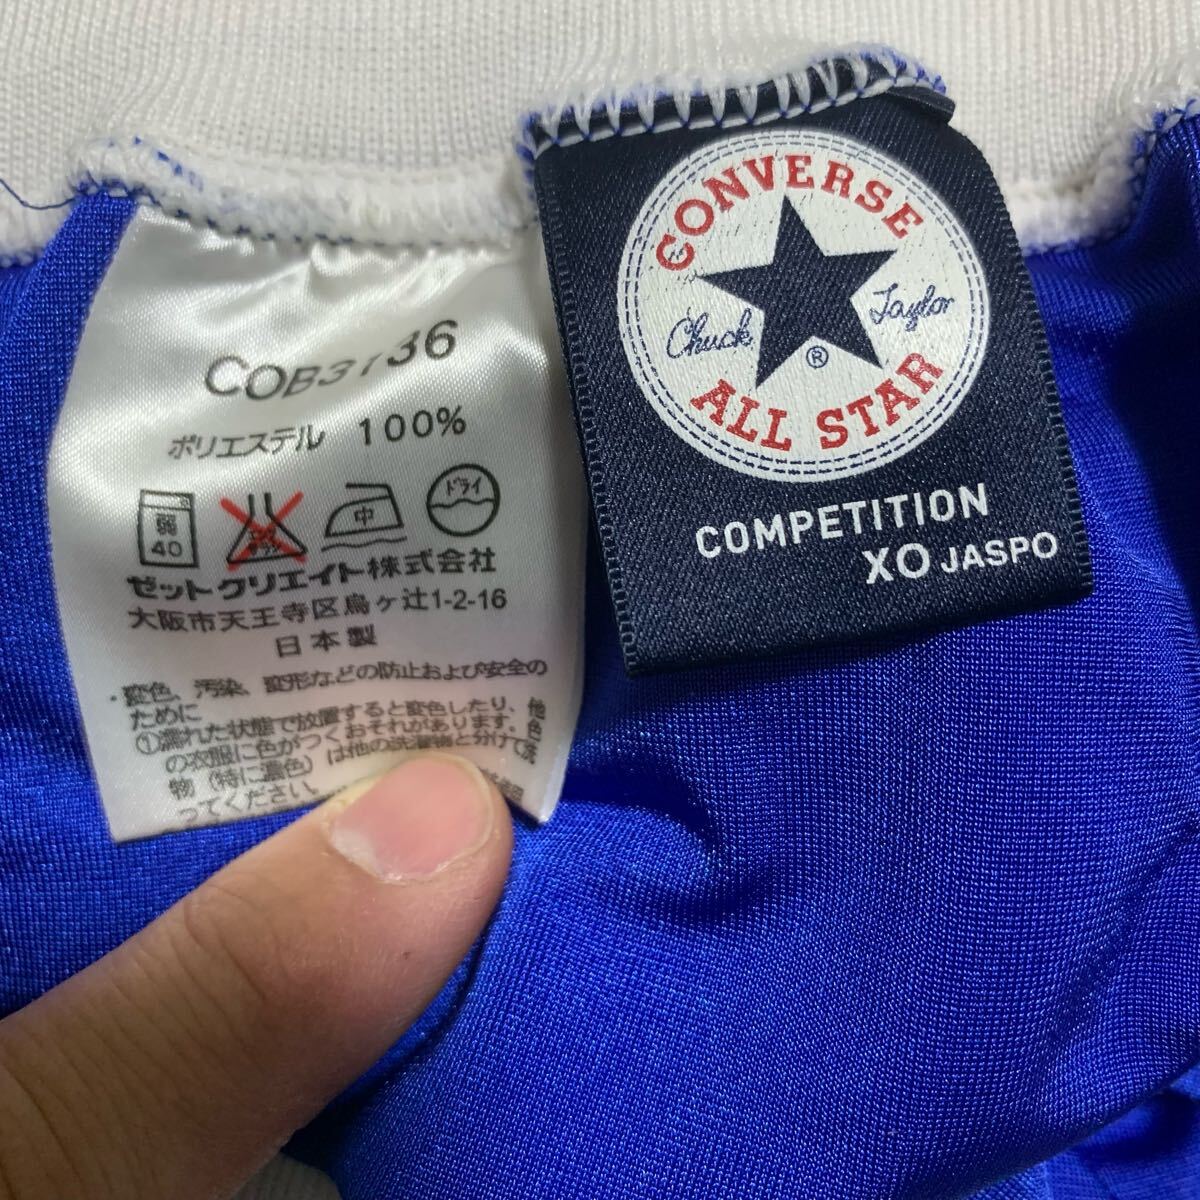 COB3736
ポリエステル 100%
弱
40
中
ドライ
ゼットクリエイト株式会社
大阪市天王寺区烏ヶ辻1-2-16
日本製
・変色、汚染、変形などの防止および安全の
ために
①濡れた状態で放置すると変色したり、他
の衣服に色がつくおそれがあります。色
物(特に濃色)は他の洗濯物と分けて洗
ってください。
CONVERSE
Chuck Taylor
®
ALL STAR
COMPETITION
XO JASPO